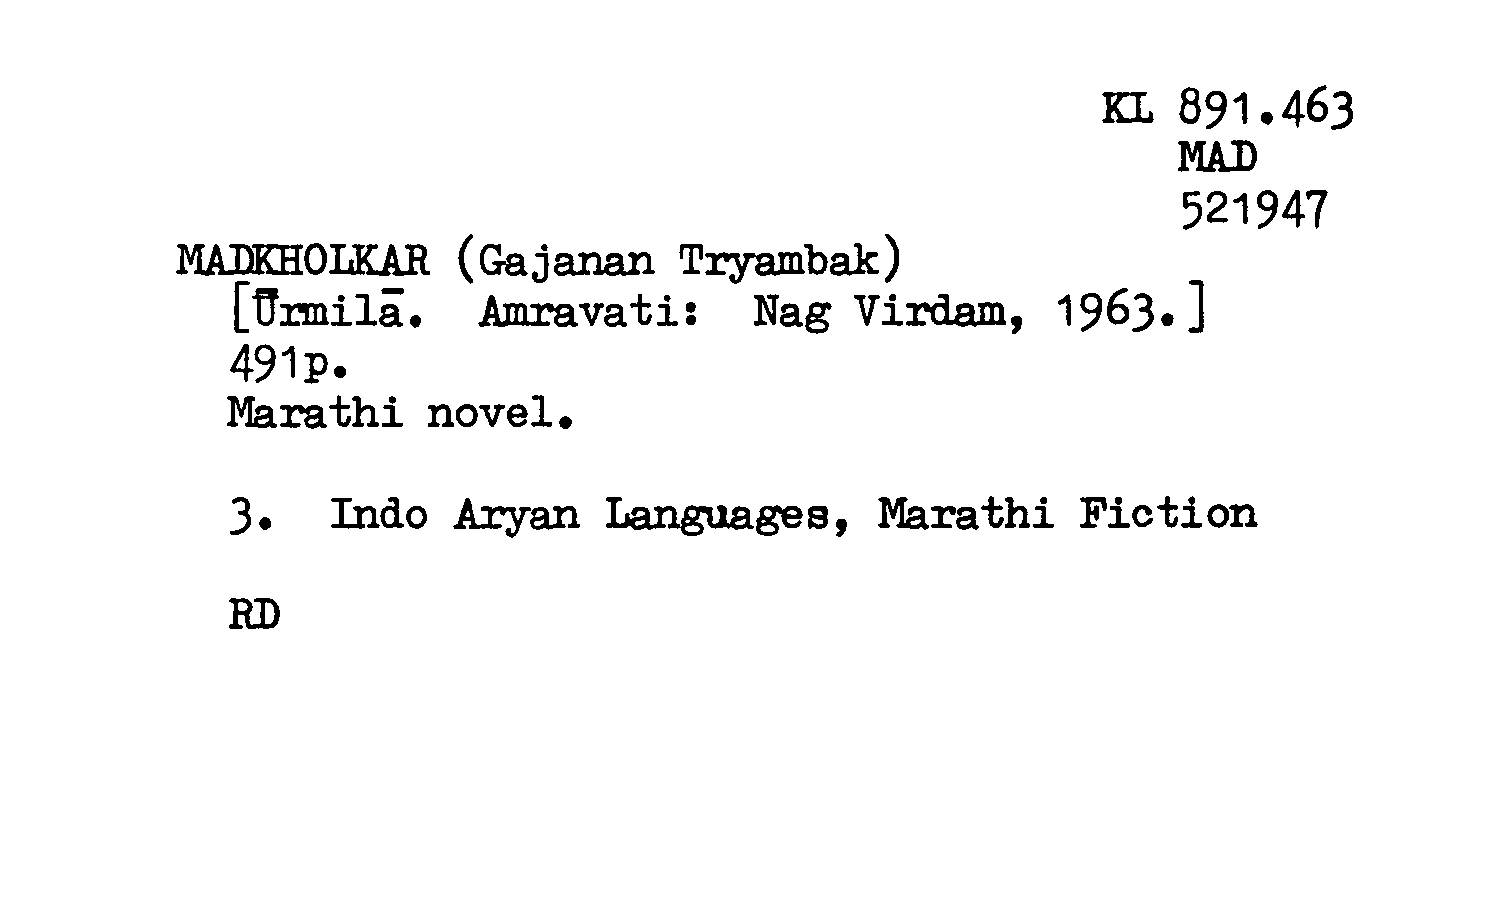 KL 891.463
MAD
521947
MADKHOLKAR (Gajanan Tryambak)
[Ūrmilā. Amravati: Nag Virdam, 1963.]
491p.
Marathi novel.
3. Indo Aryan Languages, Marathi Fiction
RD